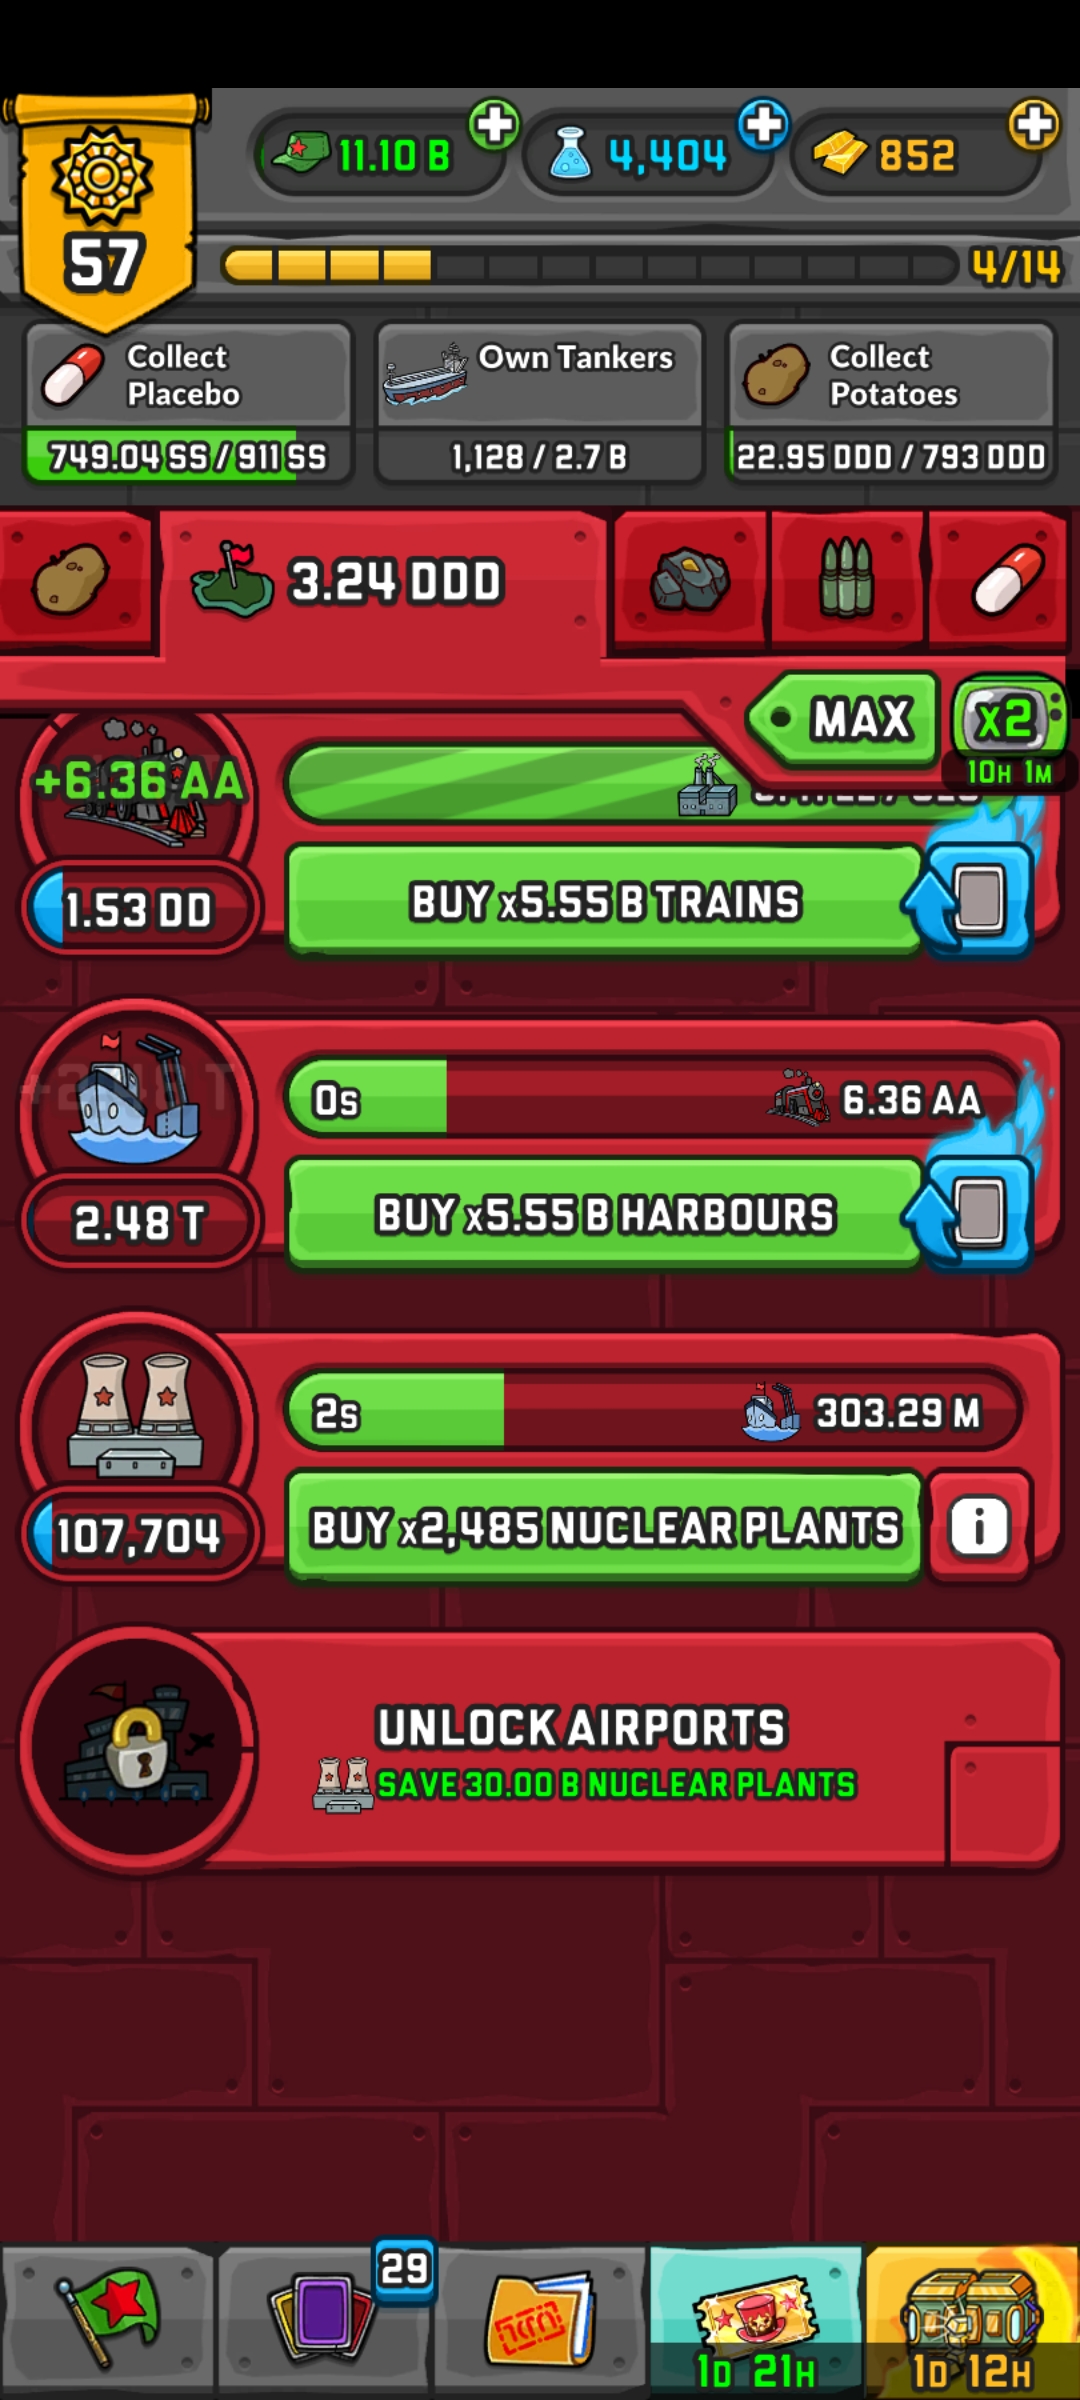 57
11.10 B
4,404
852
4/14
Collect
Placebo
749.04 SS / 911 SS
Own Tankers
1,128 / 2.7 B
Collect
Potatoes
22.95 DDD / 793 DDD
3.24 DDD
MAX
x2
10H 1M
+6.36 AA
1.53 DD
BUY x5.55 B TRAINS
0s
6.36 AA
2.48 T
BUY x5.55 B HARBOURS
2s
303.29 M
107,704
BUY x2,485 NUCLEAR PLANTS
i
UNLOCK AIRPORTS
SAVE 30.00 B NUCLEAR PLANTS
29
1D 21H
1D 12H